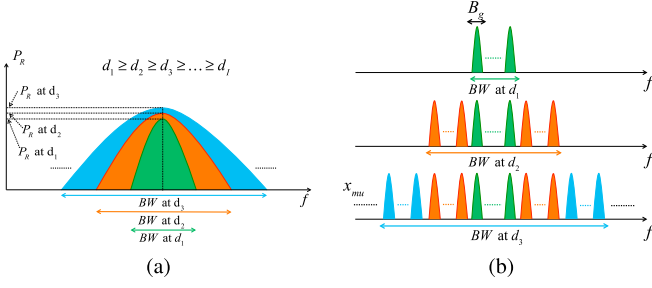 P_R
d_1 ≥ d_2 ≥ d_3 ≥ ... ≥ d_I
P_R at d_3
P_R at d_2
P_R at d_1
f
BW at d_3
BW at d_2
BW at d_1
(a)
B_g
f
BW at d_1
f
BW at d_2
x_mu
f
BW at d_3
(b)